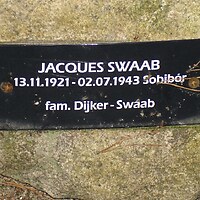 JACQUES SWAAB
13.11.1921 - 02.07.1943 Sobibór
fam. Dijker - Swaab